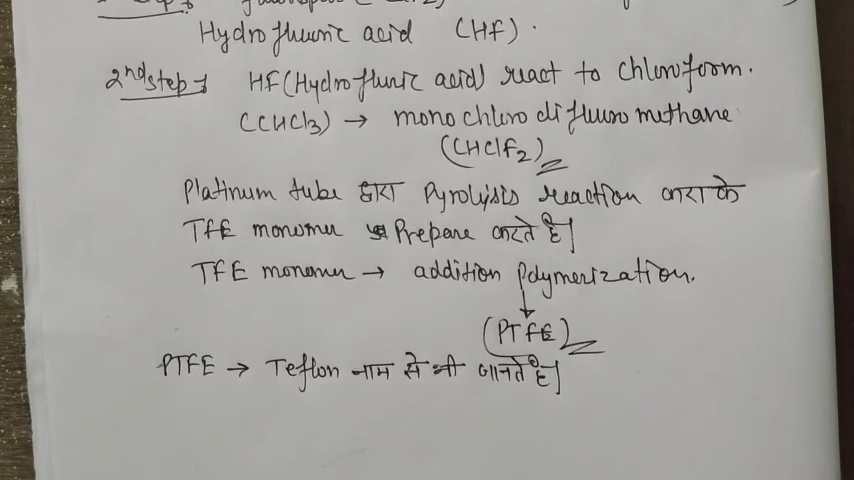 Hydrofluoric acid (HF).
2nd step → HF (Hydrofluric acid) react to Chloroform.
(CHCl3) → mono chloro di fluoro methane
(CHClF2)
Platinum tube द्वारा Pyrolysis reaction करा के
TFE monomer Prepare करते है।
TFE monomer → addition Polymerization.
↓
(PTFE)
PTFE → Teflon नाम से भी जानते है।